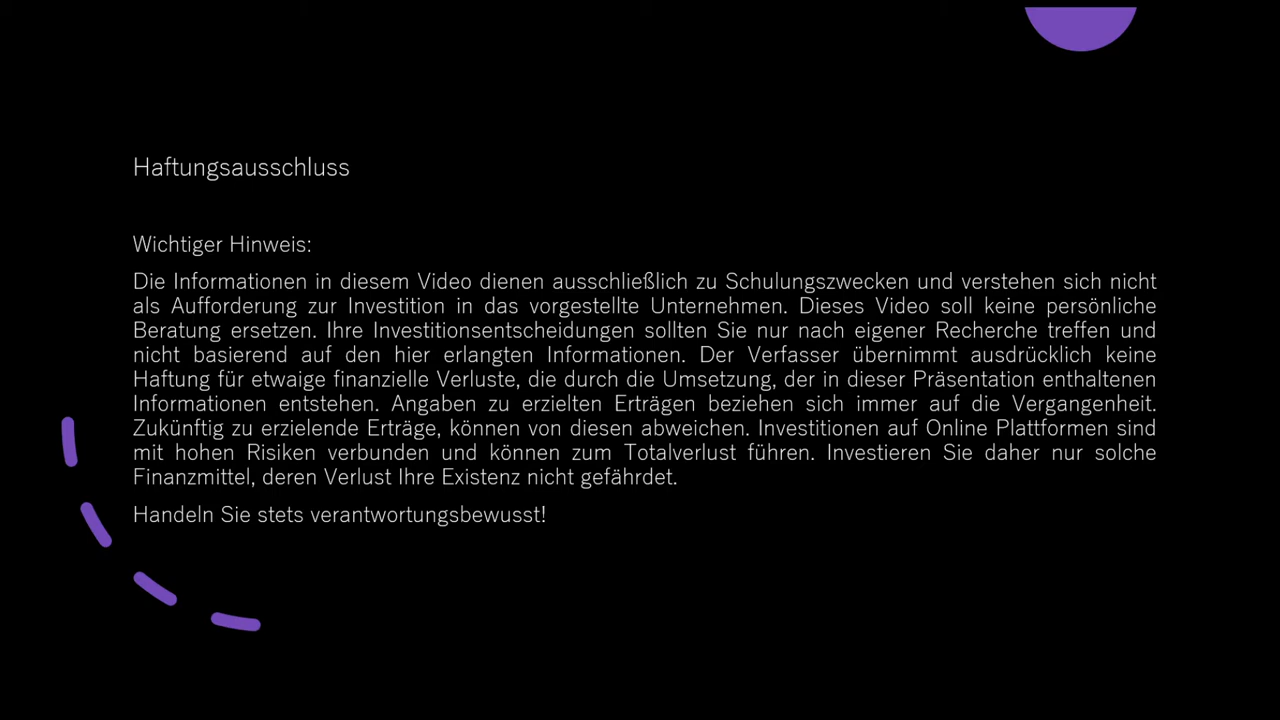 Haftungsausschluss
Wichtiger Hinweis:
Die Informationen in diesem Video dienen ausschließlich zu Schulungszwecken und verstehen sich nicht
als Aufforderung zur Investition in das vorgestellte Unternehmen. Dieses Video soll keine persönliche
Beratung ersetzen. Ihre Investitionsentscheidungen sollten Sie nur nach eigener Recherche treffen und
nicht basierend auf den hier erlangten Informationen. Der Verfasser übernimmt ausdrücklich keine
Haftung für etwaige finanzielle Verluste, die durch die Umsetzung, der in dieser Präsentation enthaltenen
Informationen entstehen. Angaben zu erzielten Erträgen beziehen sich immer auf die Vergangenheit.
Zukünftig zu erzielende Erträge, können von diesen abweichen. Investitionen auf Online Plattformen sind
mit hohen Risiken verbunden und können zum Totalverlust führen. Investieren Sie daher nur solche
Finanzmittel, deren Verlust Ihre Existenz nicht gefährdet.
Handeln Sie stets verantwortungsbewusst!